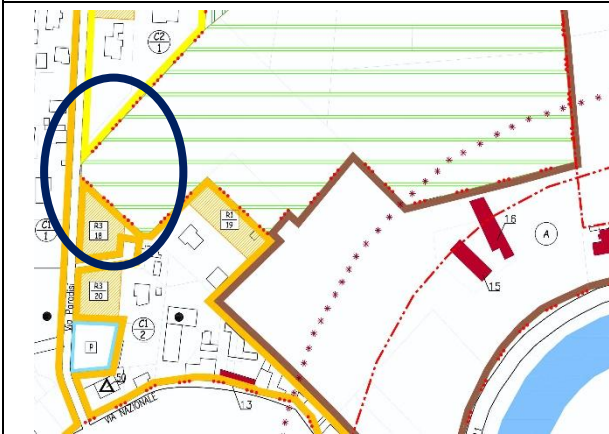 C2
1
C1
1
R3
18
R1
19
16
A
15
R3
20
Via Paradisi
C1
2
P
50
13
VIA NAZIONALE